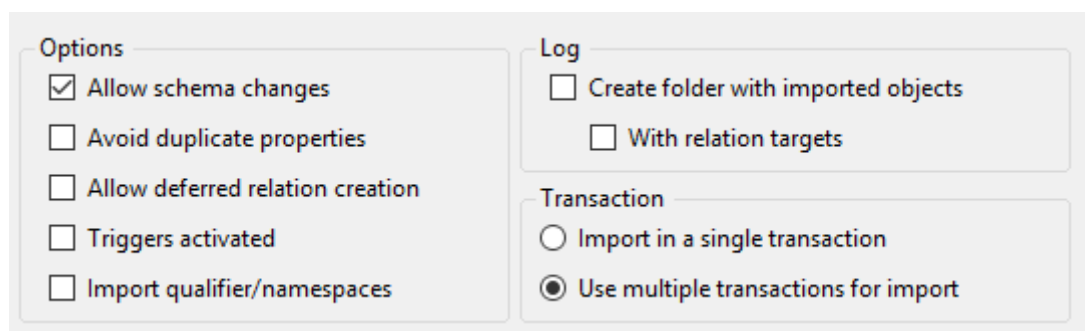 Options
Allow schema changes
Avoid duplicate properties
Allow deferred relation creation
Triggers activated
Import qualifier/namespaces
Log
Create folder with imported objects
With relation targets
Transaction
Import in a single transaction
Use multiple transactions for import